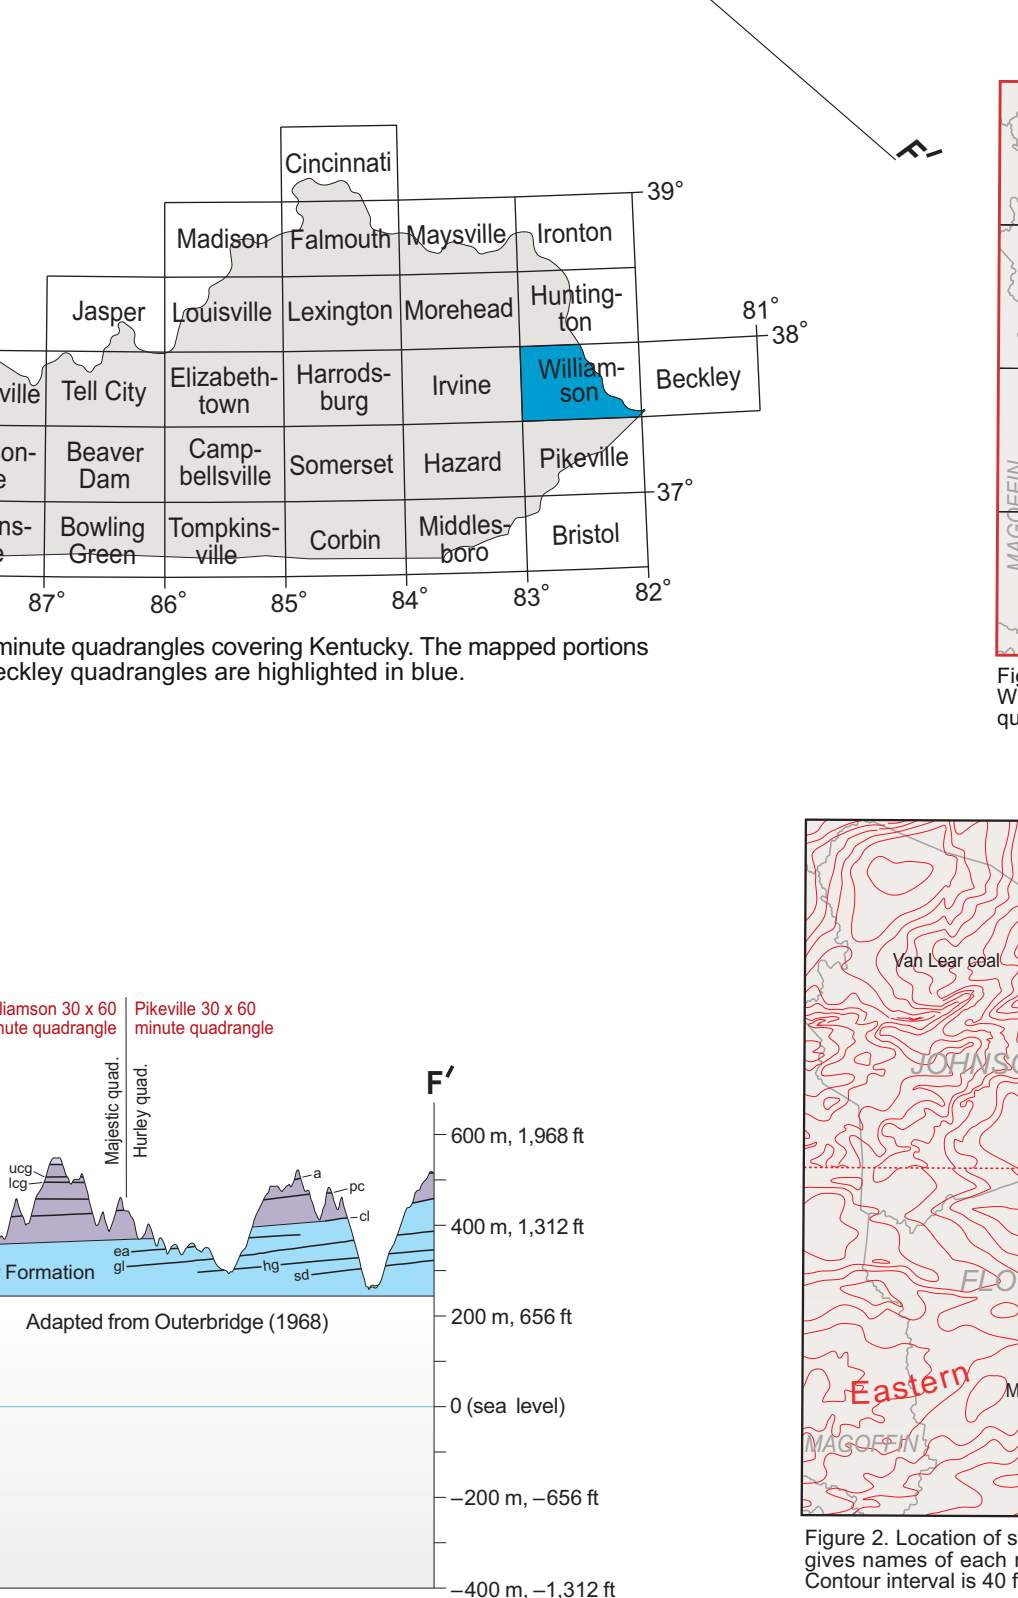 F′
Cincinnati
39°
Madison
Falmouth
Maysville
Ironton
Jasper
Louisville
Lexington
Morehead
Hunting-
ton
81°
38°
ville
Tell City
Elizabeth-
town
Harrods-
burg
Irvine
William-
son
Beckley
on-
e
Beaver
Dam
Camp-
bellsville
Somerset
Hazard
Pikeville
37°
ns-
e
Bowling
Green
Tompkins-
ville
Corbin
Middles-
boro
Bristol
87°
86°
85°
84°
83°
82°
minute quadrangles covering Kentucky. The mapped portions
eckley quadrangles are highlighted in blue.
MAGOFFIN
Fig
W
qu
liamson 30 x 60
nute quadrangle
Pikeville 30 x 60
minute quadrangle
Majestic quad.
Hurley quad.
F′
600 m, 1,968 ft
ucg
lcg
a
pc
cl
400 m, 1,312 ft
ea
gl
hg
sd
Formation
200 m, 656 ft
Adapted from Outerbridge (1968)
0 (sea level)
–200 m, –656 ft
–400 m, –1,312 ft
Van Lear coal
JOHNSO
FLO
Eastern
M
MAGOFFIN
Figure 2. Location of s
gives names of each
Contour interval is 40 f